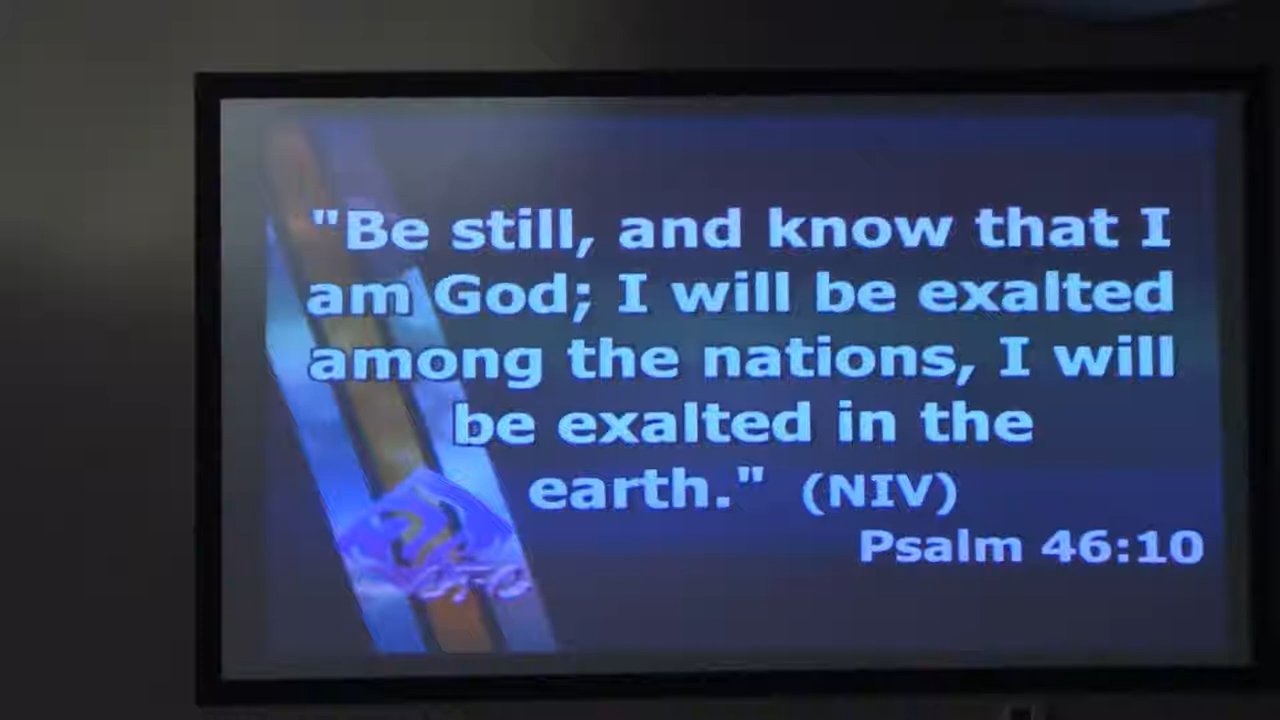 "Be still, and know that I
am God; I will be exalted
among the nations, I will
be exalted in the
earth." (NIV)
Psalm 46:10